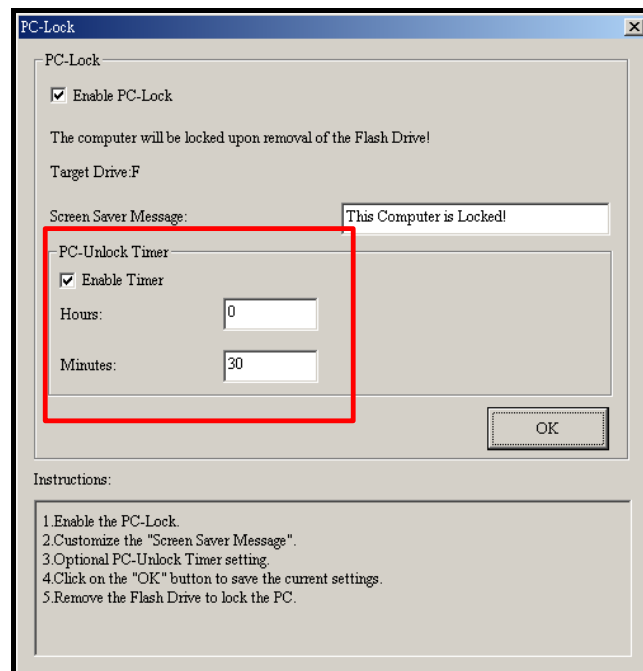 PC-Lock
PC-Lock
Enable PC-Lock
The computer will be locked upon removal of the Flash Drive!
Target Drive:F
Screen Saver Message: This Computer is Locked!
PC-Unlock Timer
Enable Timer
Hours: 0
Minutes: 30
OK
Instructions:
1.Enable the PC-Lock.
2.Customize the "Screen Saver Message".
3.Optional PC-Unlock Timer setting.
4.Click on the "OK" button to save the current settings.
5.Remove the Flash Drive to lock the PC.